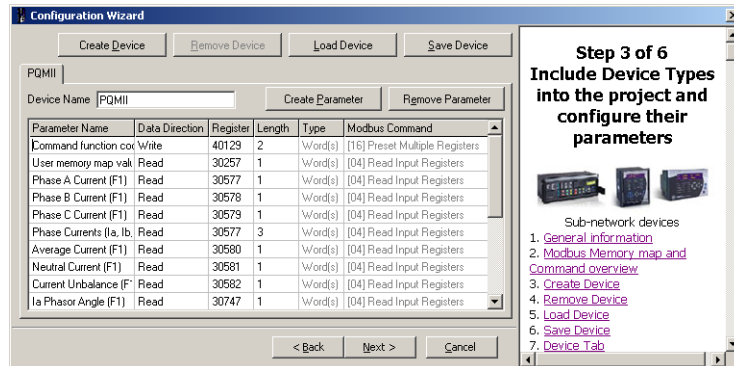 Configuration Wizard
Create Device
Remove Device
Load Device
Save Device
PQMII
Device Name PQMII
Create Parameter
Remove Parameter
Parameter Name Data Direction Register Length Type Modbus Command
Command function co Write 40129 2 Word(s) [16] Preset Multiple Registers
User memory map valu Read 30257 1 Word(s) [04] Read Input Registers
Phase A Current (F1) Read 30577 1 Word(s) [04] Read Input Registers
Phase B Current (F1) Read 30578 1 Word(s) [04] Read Input Registers
Phase C Current (F1) Read 30579 1 Word(s) [04] Read Input Registers
Phase Currents (Ia, Ib, Read 30577 3 Word(s) [04] Read Input Registers
Average Current (F1) Read 30580 1 Word(s) [04] Read Input Registers
Neutral Current (F1) Read 30581 1 Word(s) [04] Read Input Registers
Current Unbalance (F Read 30582 1 Word(s) [04] Read Input Registers
Ia Phasor Angle (F1) Read 30747 1 Word(s) [04] Read Input Registers
< Back
Next >
Cancel
Step 3 of 6
Include Device Types
into the project and
configure their
parameters
Sub-network devices
1. General information
2. Modbus Memory map and
Command overview
3. Create Device
4. Remove Device
5. Load Device
6. Save Device
7. Device Tab